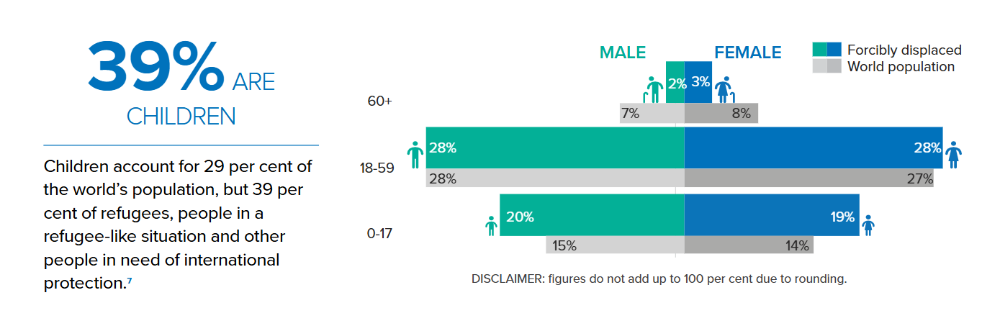 39% ARE
CHILDREN
Children account for 29 per cent of
the world’s population, but 39 per
cent of refugees, people in a
refugee-like situation and other
people in need of international
protection.⁷
MALE FEMALE
Forcibly displaced
World population
60+
2% 3%
7% 8%
18-59
28% 28%
28% 27%
0-17
20% 19%
15% 14%
DISCLAIMER: figures do not add up to 100 per cent due to rounding.